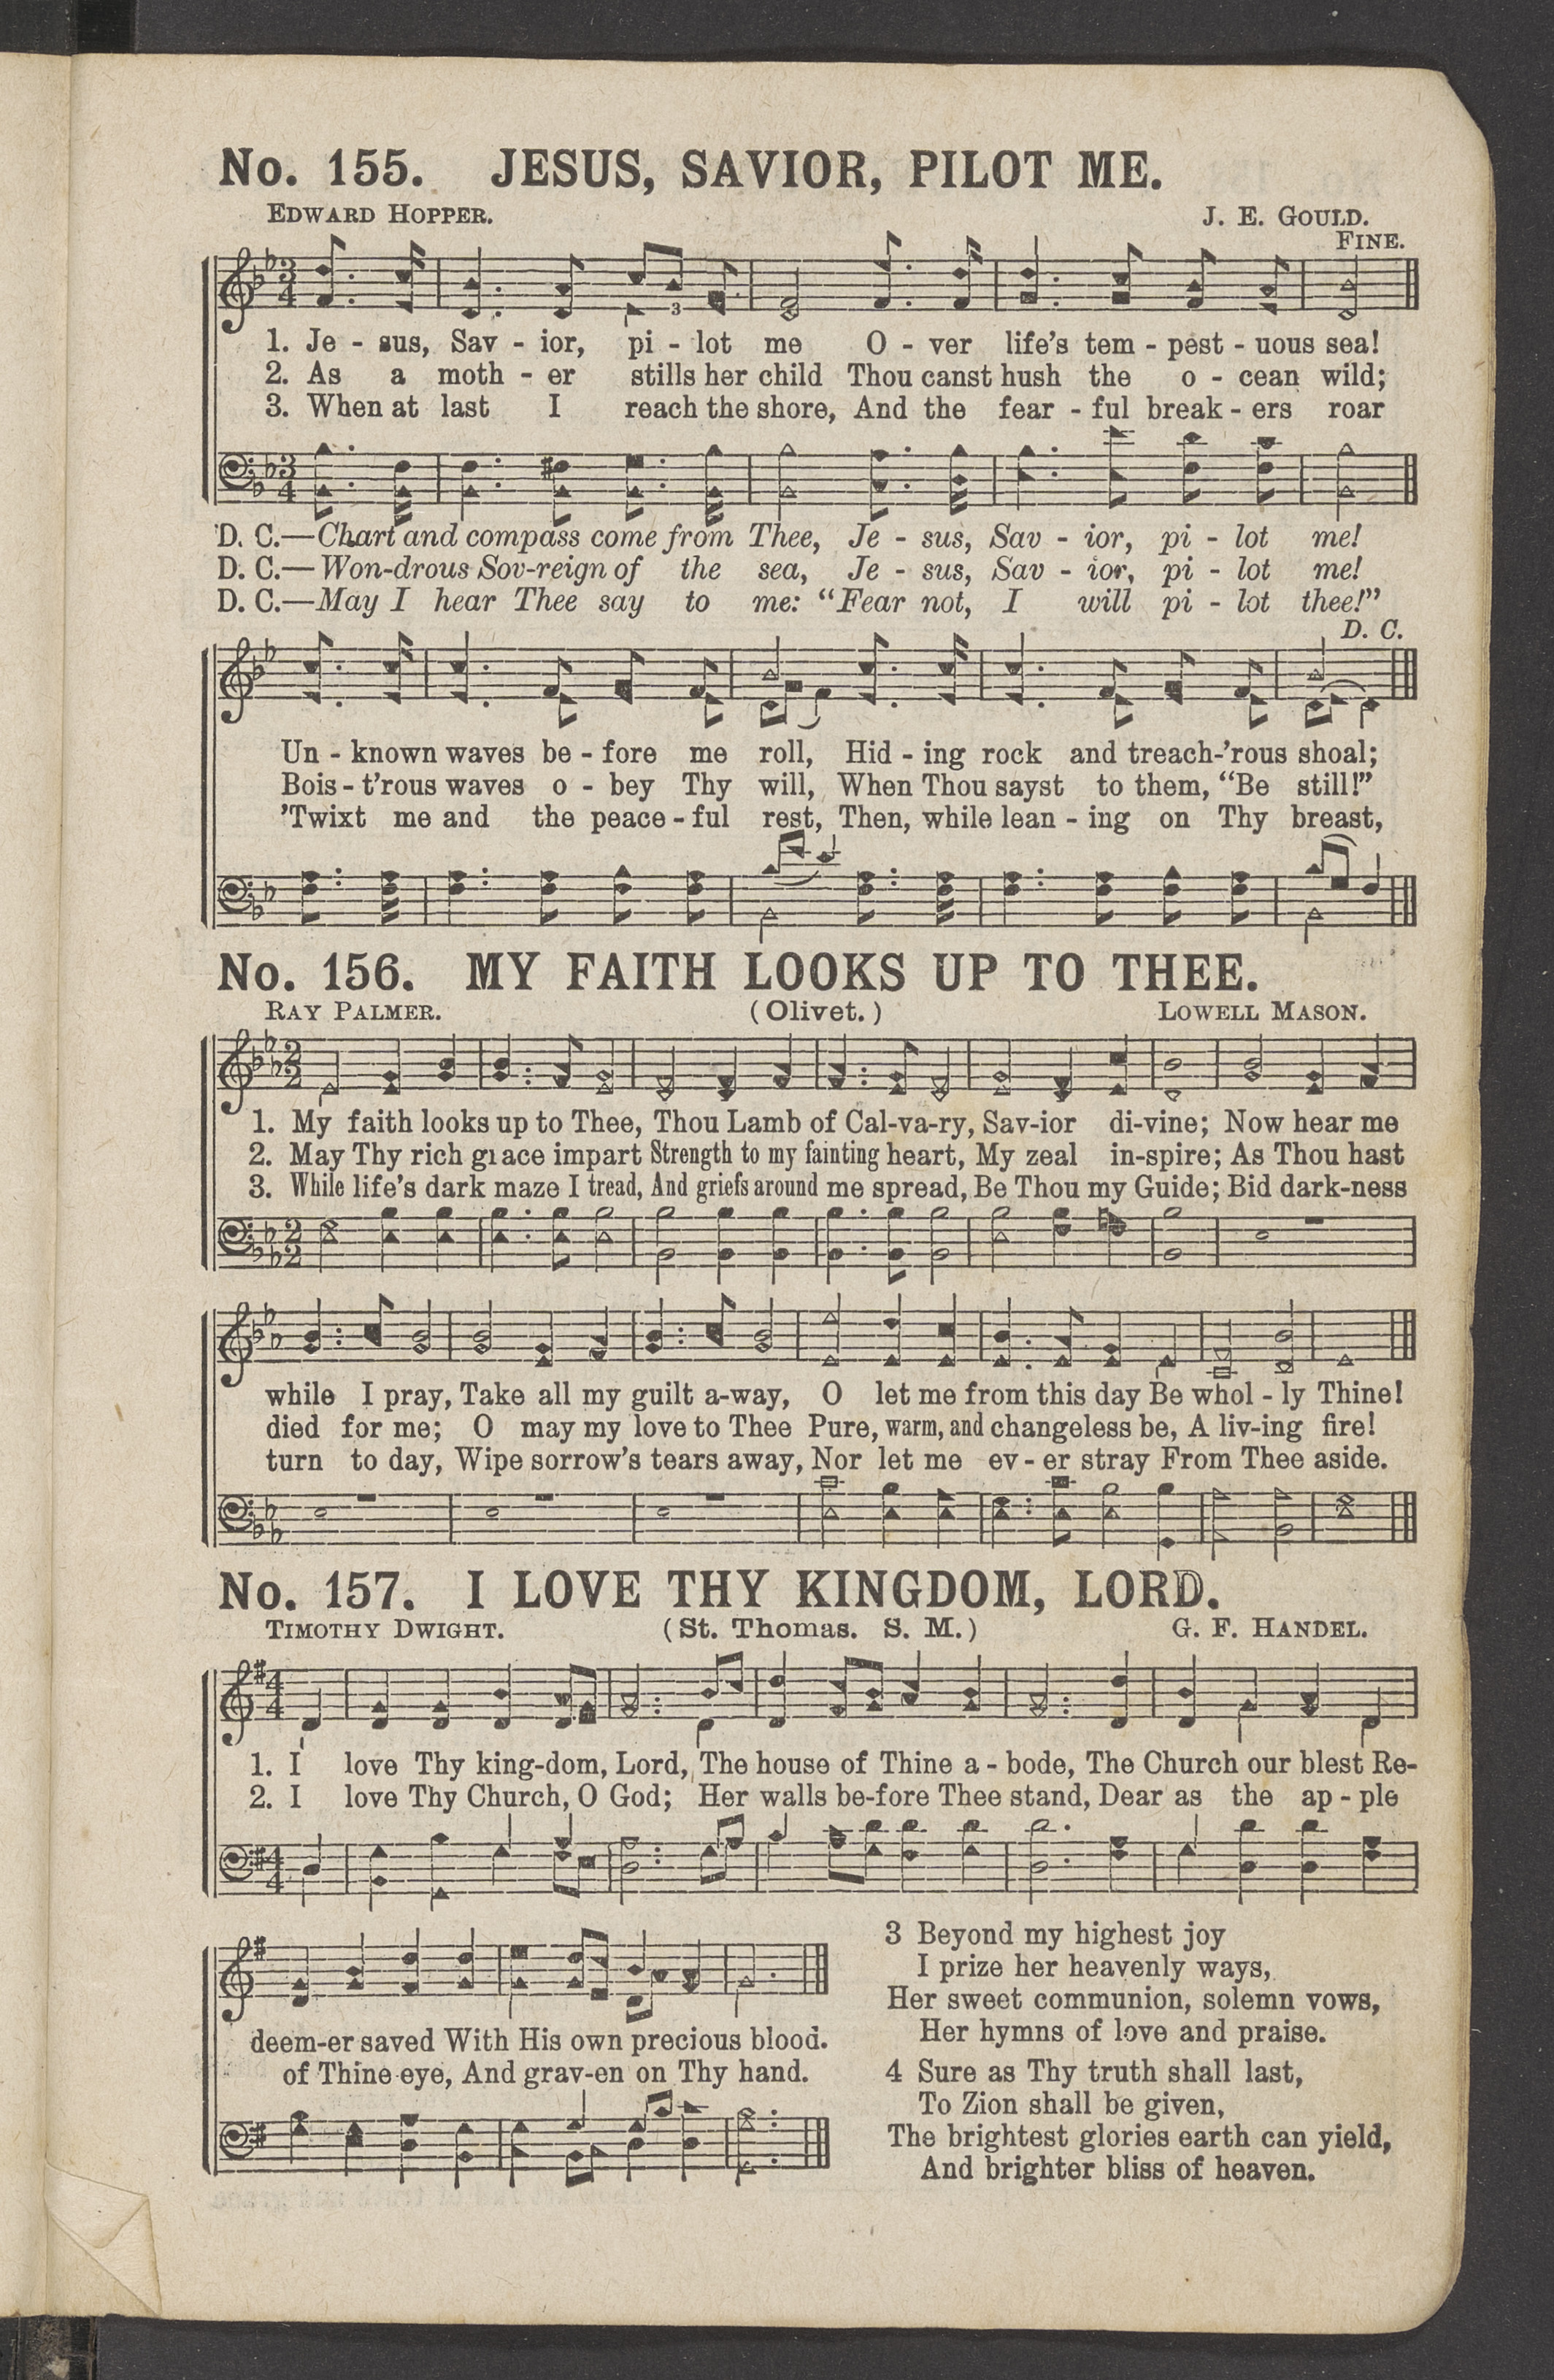 No. 155. JESUS, SAVIOR, PILOT ME.
EDWARD HOPPER. J. E. GOULD.
FINE.
3
4
3
1. Je - sus, Sav - ior, pi - lot me O - ver life's tem - pest - uous sea!
2. As a moth - er stills her child Thou canst hush the o - cean wild;
3. When at last I reach the shore, And the fear - ful break - ers roar
3
4
D. C.—Chart and compass come from Thee, Je - sus, Sav - ior, pi - lot me!
D. C.—Won-drous Sov-reign of the sea, Je - sus, Sav - ior, pi - lot me!
D. C.—May I hear Thee say to me: “Fear not, I will pi - lot thee!”
D. C.
Un - known waves be - fore me roll, Hid - ing rock and treach-'rous shoal;
Bois - t'rous waves o - bey Thy will, When Thou sayst to them, “Be still!”
'Twixt me and the peace - ful rest, Then, while lean - ing on Thy breast,
No. 156. MY FAITH LOOKS UP TO THEE.
RAY PALMER. (Olivet.) LOWELL MASON.
2
2
1. My faith looks up to Thee, Thou Lamb of Cal-va-ry, Sav-ior di-vine; Now hear me
2. May Thy rich grace impart Strength to my fainting heart, My zeal in-spire; As Thou hast
3. While life's dark maze I tread, And griefs around me spread, Be Thou my Guide; Bid dark-ness
2
2
while I pray, Take all my guilt a-way, O let me from this day Be whol - ly Thine!
died for me; O may my love to Thee Pure, warm, and changeless be, A liv-ing fire!
turn to day, Wipe sorrow's tears away, Nor let me ev - er stray From Thee aside.
No. 157. I LOVE THY KINGDOM, LORD.
TIMOTHY DWIGHT. (St. Thomas. S. M.) G. F. HANDEL.
4
4
1. I love Thy king-dom, Lord, The house of Thine a - bode, The Church our blest Re-
2. I love Thy Church, O God; Her walls be-fore Thee stand, Dear as the ap - ple
4
4
deem-er saved With His own precious blood.
of Thine eye, And grav-en on Thy hand.
3 Beyond my highest joy
I prize her heavenly ways,
Her sweet communion, solemn vows,
Her hymns of love and praise.
4 Sure as Thy truth shall last,
To Zion shall be given,
The brightest glories earth can yield,
And brighter bliss of heaven.